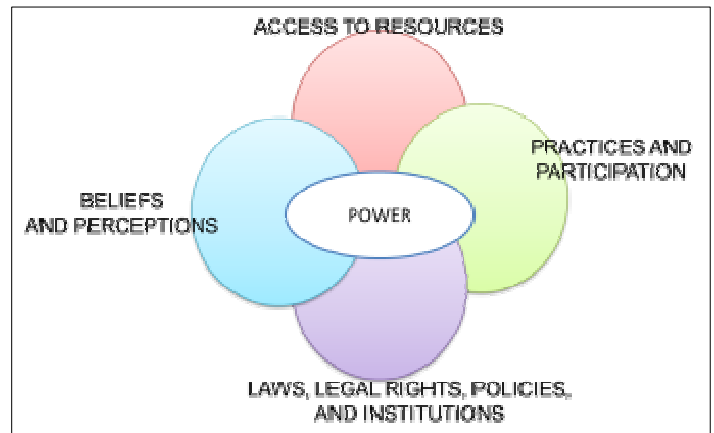 ACCESS TO RESOURCES
PRACTICES AND
PARTICIPATION
BELIEFS
AND PERCEPTIONS
POWER
LAWS, LEGAL RIGHTS, POLICIES,
AND INSTITUTIONS